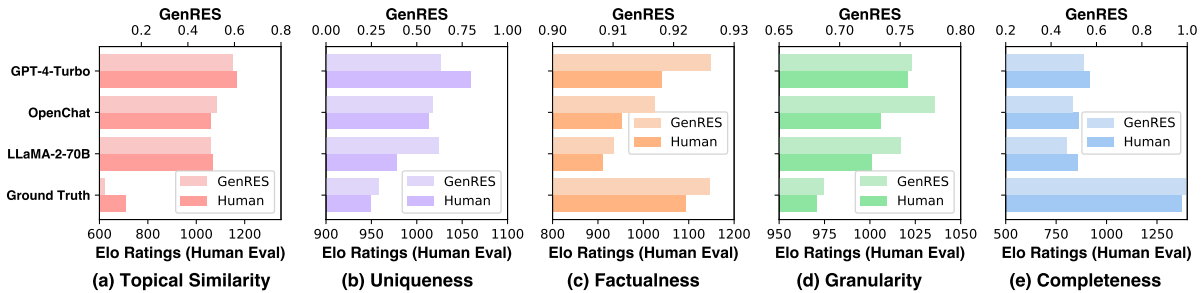 GenRES GenRES GenRES GenRES GenRES
0.2 0.4 0.6 0.8 0.00 0.25 0.50 0.75 1.00 0.90 0.91 0.92 0.93 0.65 0.70 0.75 0.80 0.2 0.4 0.6 0.8 1.0
GPT-4-Turbo
OpenChat
LLaMA-2-70B
Ground Truth
GenRES
Human
GenRES
Human
GenRES
Human
GenRES
Human
GenRES
Human
600 800 1000 1200 900 950 1000 1050 1100 800 900 1000 1100 1200 950 975 1000 1025 1050 500 750 1000 1250
Elo Ratings (Human Eval) Elo Ratings (Human Eval) Elo Ratings (Human Eval) Elo Ratings (Human Eval) Elo Ratings (Human Eval)
(a) Topical Similarity (b) Uniqueness (c) Factualness (d) Granularity (e) Completeness